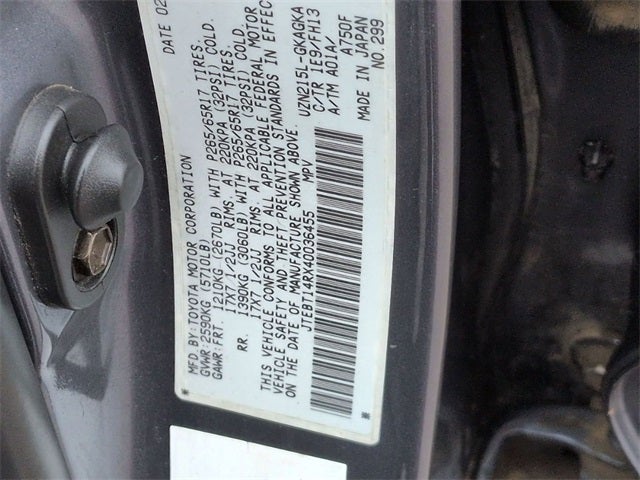 DATE 02
MFD. BY: TOYOTA MOTOR CORPORATION
GVWR: 2590KG (5710LB)
GAWR: FRT. 1210KG (2670LB) WITH P265/65R17 TIRES.
17X7 1/2JJ RIMS, AT 220KPA (32PSI) COLD.
RR. 1390KG (3060LB) WITH P265/65R17 TIRES.
17X7 1/2JJ RIMS, AT 220KPA (32PSI) COLD.
THIS VEHICLE CONFORMS TO ALL APPLICABLE FEDERAL MOTOR
VEHICLE SAFETY AND THEFT PREVENTION STANDARDS IN EFFEC
ON THE DATE OF MANUFACTURE SHOWN ABOVE.
JTEBT14RX40036455 MPV
UZN215L-GKAGKA
C/TR 1E9/FH13
A/TM A01A/ A750F
MADE IN JAPAN
NO.299